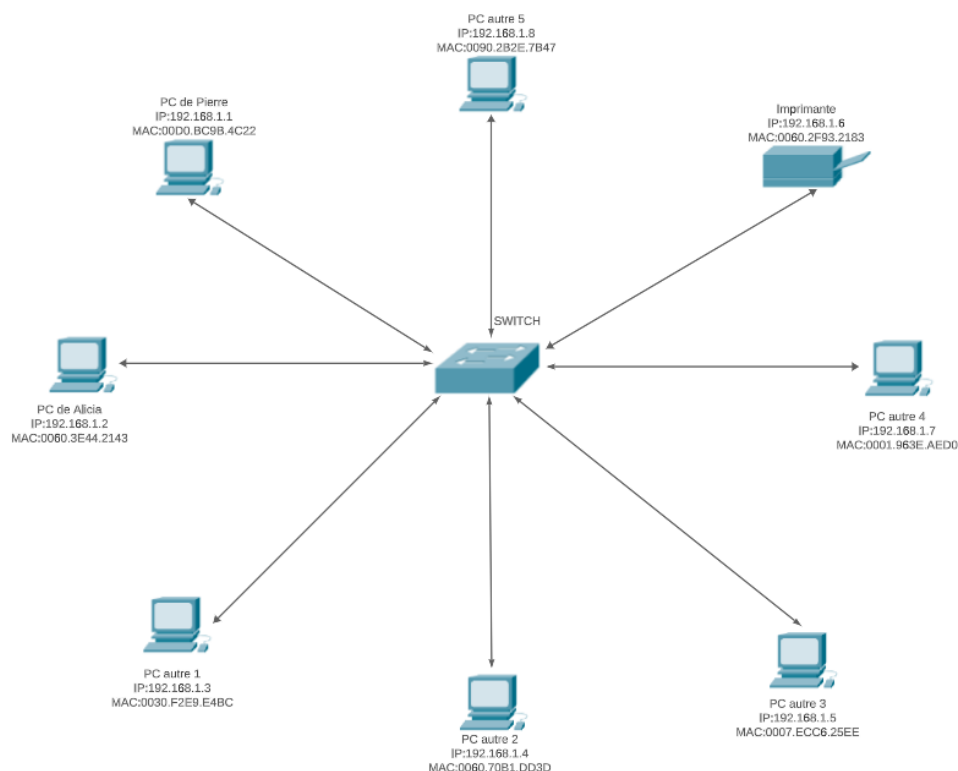 PC autre 5
IP:192.168.1.8
MAC:0090.2B2E.7B47
PC de Pierre
IP:192.168.1.1
MAC:00D0.BC9B.4C22
Imprimante
IP:192.168.1.6
MAC:0060.2F93.2183
SWITCH
PC de Alicia
IP:192.168.1.2
MAC:0060.3E44.2143
PC autre 4
IP:192.168.1.7
MAC:0001.963E.AED0
PC autre 1
IP:192.168.1.3
MAC:0030.F2E9.E4BC
PC autre 2
IP:192.168.1.4
MAC:0060.70B1.DD3D
PC autre 3
IP:192.168.1.5
MAC:0007.ECC6.25EE